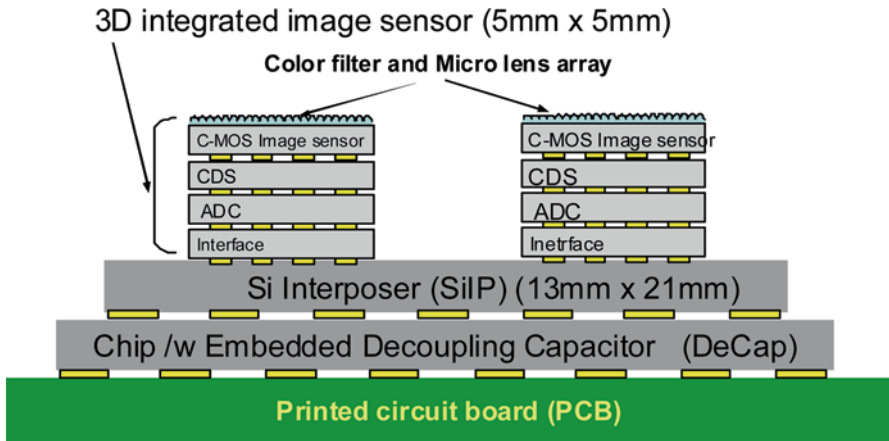 3D integrated image sensor (5mm x 5mm)
Color filter and Micro lens array
C-MOS Image sensor
CDS
ADC
Interface
C-MOS Image sensor
CDS
ADC
Inetrface
Si Interposer (SiIP) (13mm x 21mm)
Chip /w Embedded Decoupling Capacitor (DeCap)
Printed circuit board (PCB)